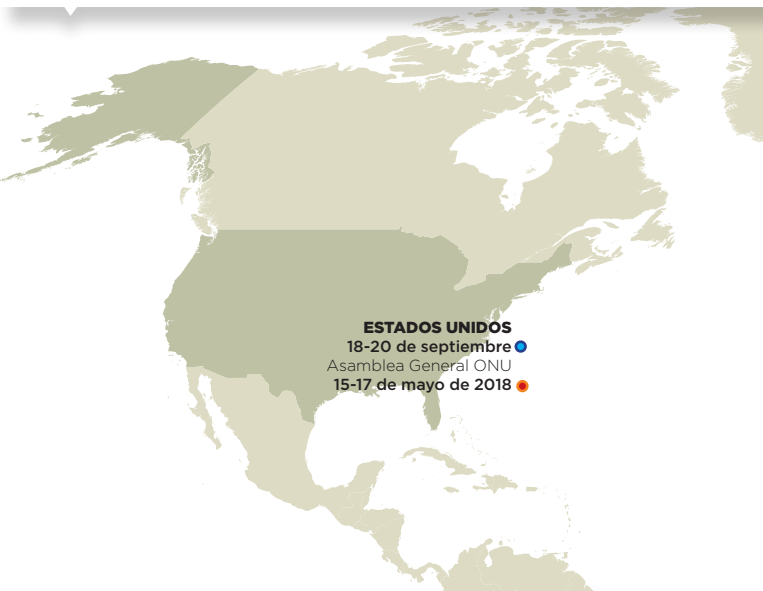 ESTADOS UNIDOS
18-20 de septiembre
Asamblea General ONU
15-17 de mayo de 2018